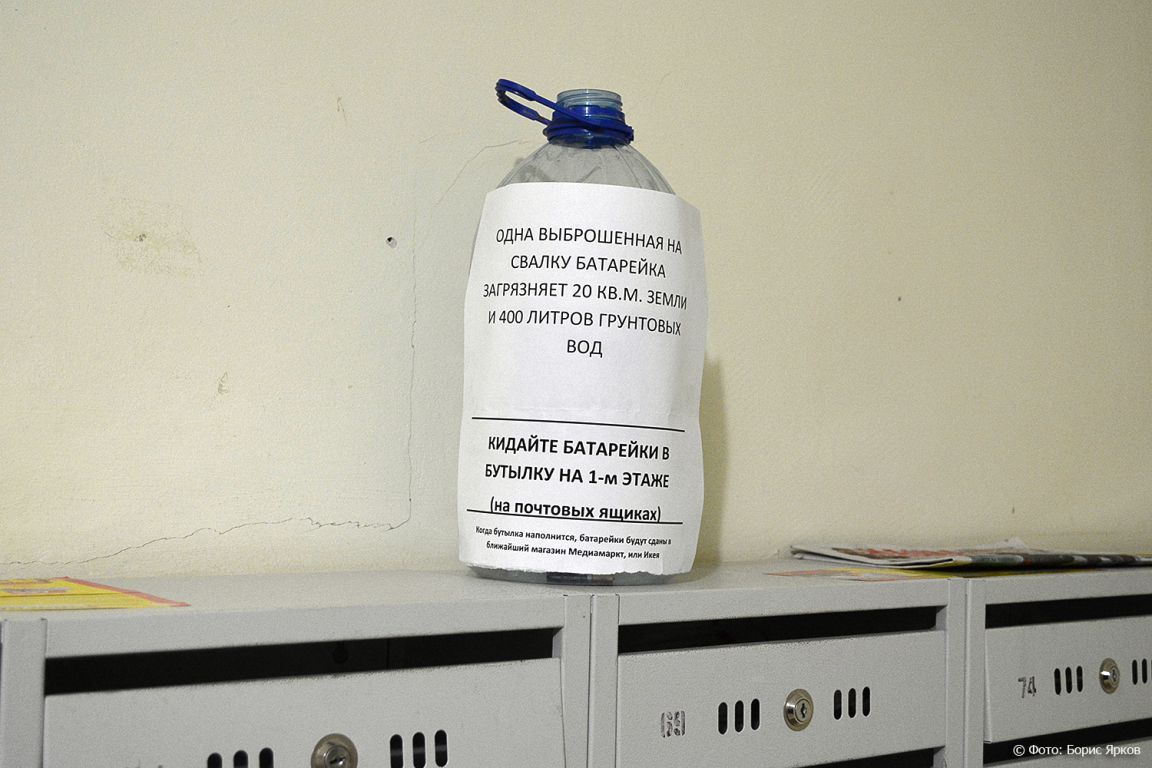 ОДНА ВЫБРОШЕННАЯ НА
СВАЛКУ БАТАРЕЙКА
ЗАГРЯЗНЯЕТ 20 КВ.М. ЗЕМЛИ
И 400 ЛИТРОВ ГРУНТОВЫХ
ВОД
КИДАЙТЕ БАТАРЕЙКИ В
БУТЫЛКУ НА 1-м ЭТАЖЕ
(на почтовых ящиках)
Когда бутылка наполнится, батарейки будут сданы в
ближайший магазин Медиамаркт, или Икея
74
© Фото: Борис Ярков